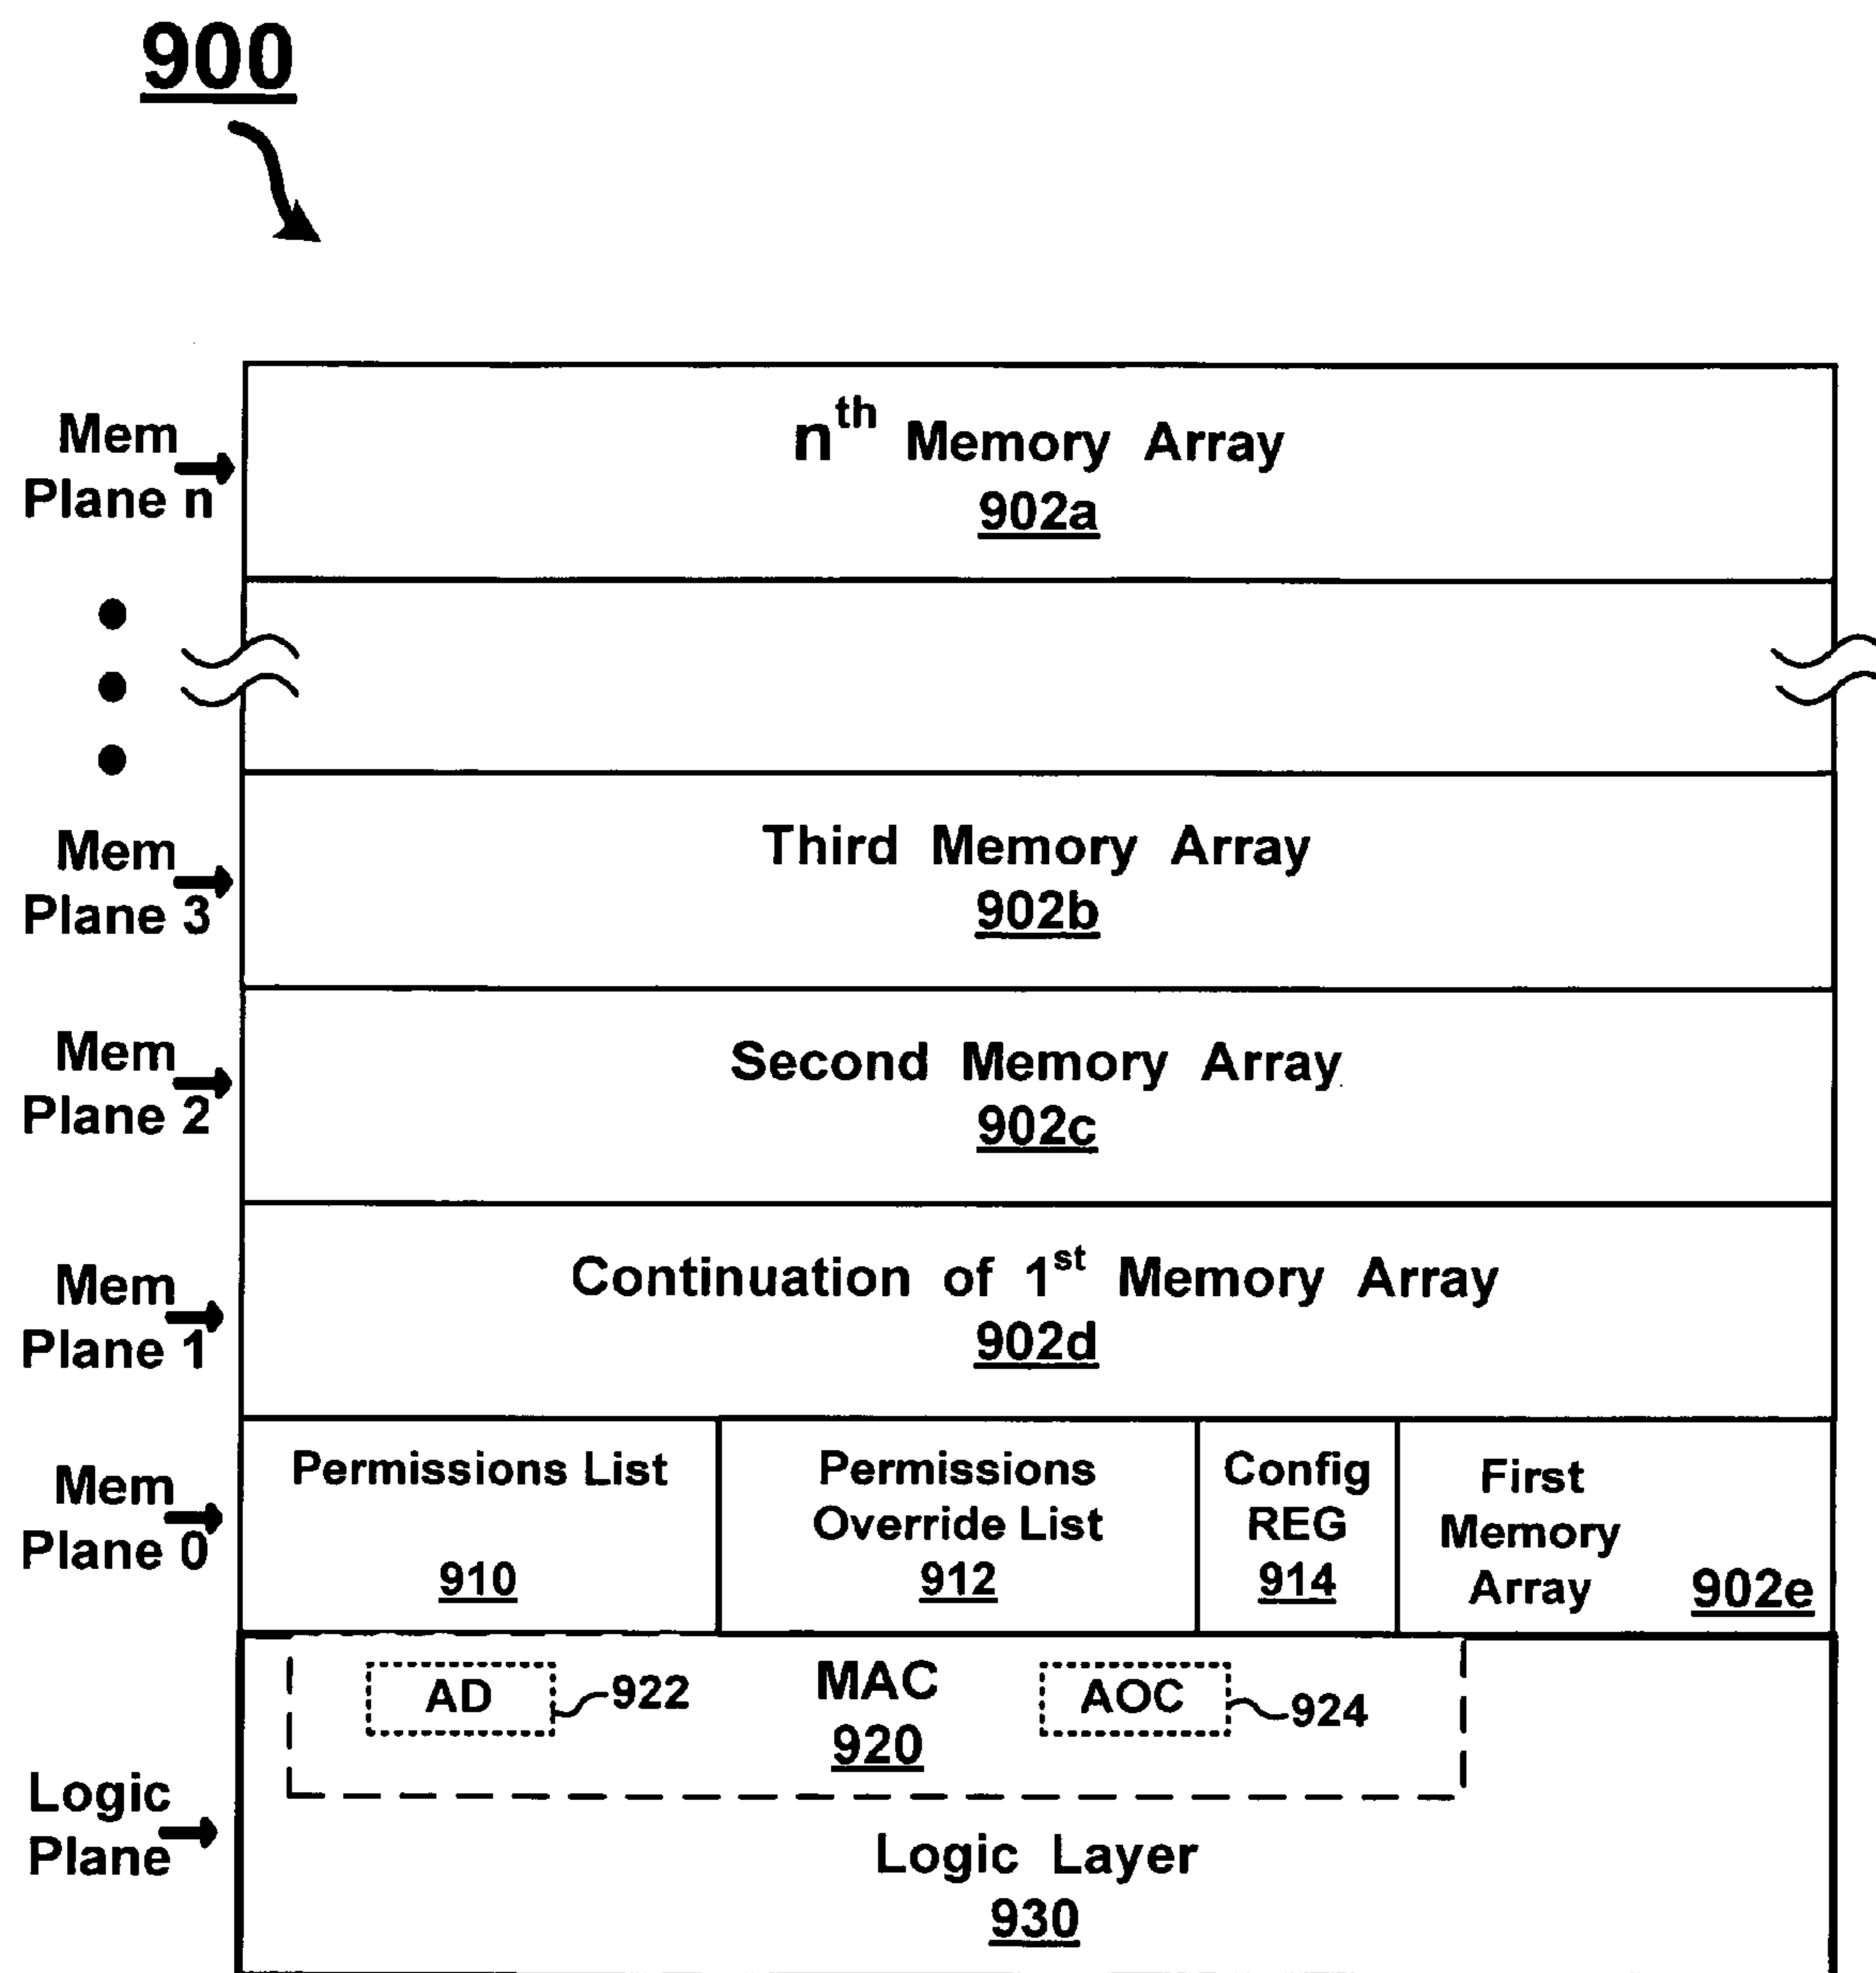 900
Mem
Plane n
nth Memory Array
902a
Mem
Plane 3
Third Memory Array
902b
Mem
Plane 2
Second Memory Array
902c
Mem
Plane 1
Continuation of 1st Memory Array
902d
Mem
Plane 0
Permissions List
910
Permissions
Override List
912
Config
REG
914
First
Memory
Array
902e
AD
922
MAC
920
AOC
924
Logic
Plane
Logic Layer
930